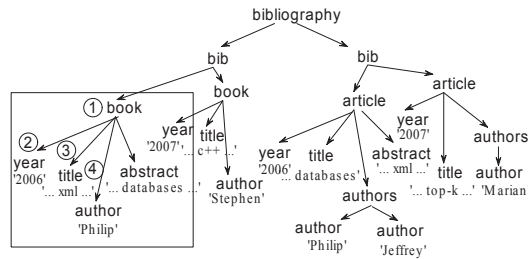 bibliography
bib
bib
① book
book
article
article
② ③ ④
year
'2006'
title
'... xml ...'
abstract
'... databases ...'
author
'Philip'
year
'2007'
title
'... c++ ...'
author
'Stephen'
year
'2006'
title
'... databases'
abstract
'... xml ...'
authors
author
'Philip'
author
'Jeffrey'
year
'2007'
title
'... top-k ...'
authors
author
'Marian